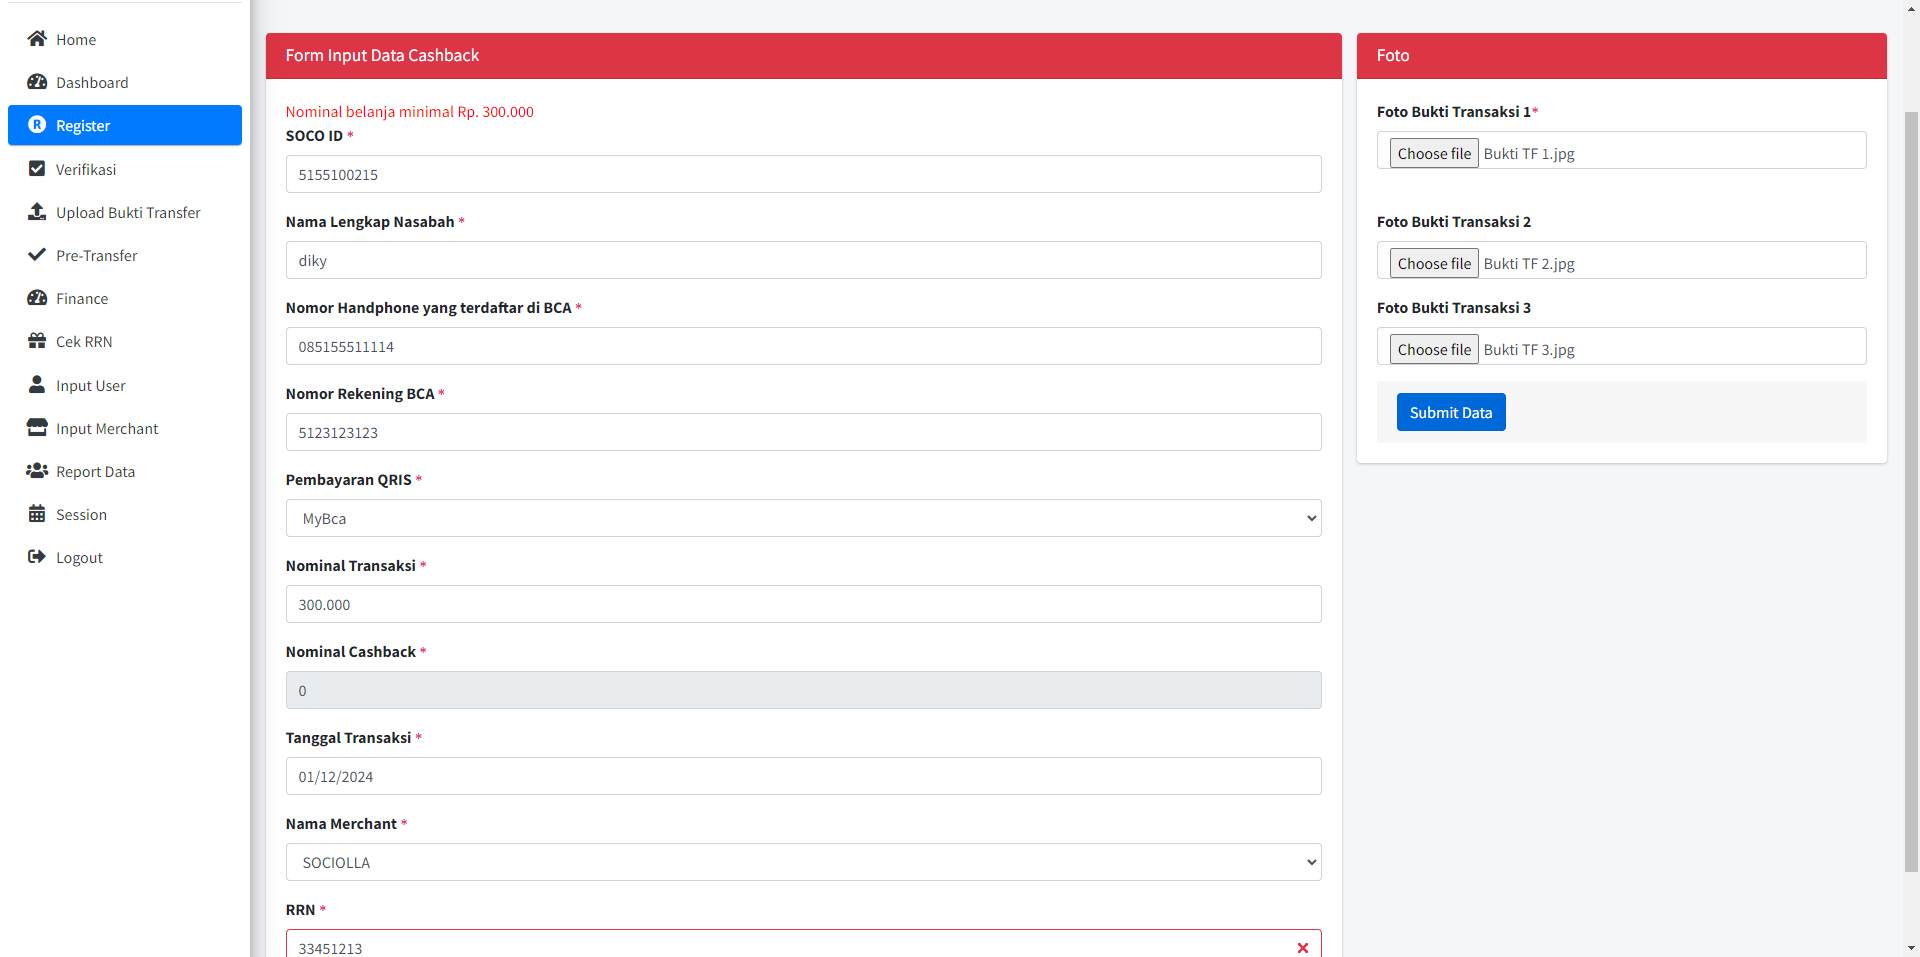 Home
Dashboard
Register
Verifikasi
Upload Bukti Transfer
Pre-Transfer
Finance
Cek RRN
Input User
Input Merchant
Report Data
Session
Logout
Form Input Data Cashback
Nominal belanja minimal Rp. 300.000
SOCO ID *
5155100215
Nama Lengkap Nasabah *
diky
Nomor Handphone yang terdaftar di BCA *
085155511114
Nomor Rekening BCA *
5123123123
Pembayaran QRIS *
MyBca
Nominal Transaksi *
300.000
Nominal Cashback *
0
Tanggal Transaksi *
01/12/2024
Nama Merchant *
SOCIOLLA
RRN *
33451213
Foto
Foto Bukti Transaksi 1*
Choose file Bukti TF 1.jpg
Foto Bukti Transaksi 2
Choose file Bukti TF 2.jpg
Foto Bukti Transaksi 3
Choose file Bukti TF 3.jpg
Submit Data